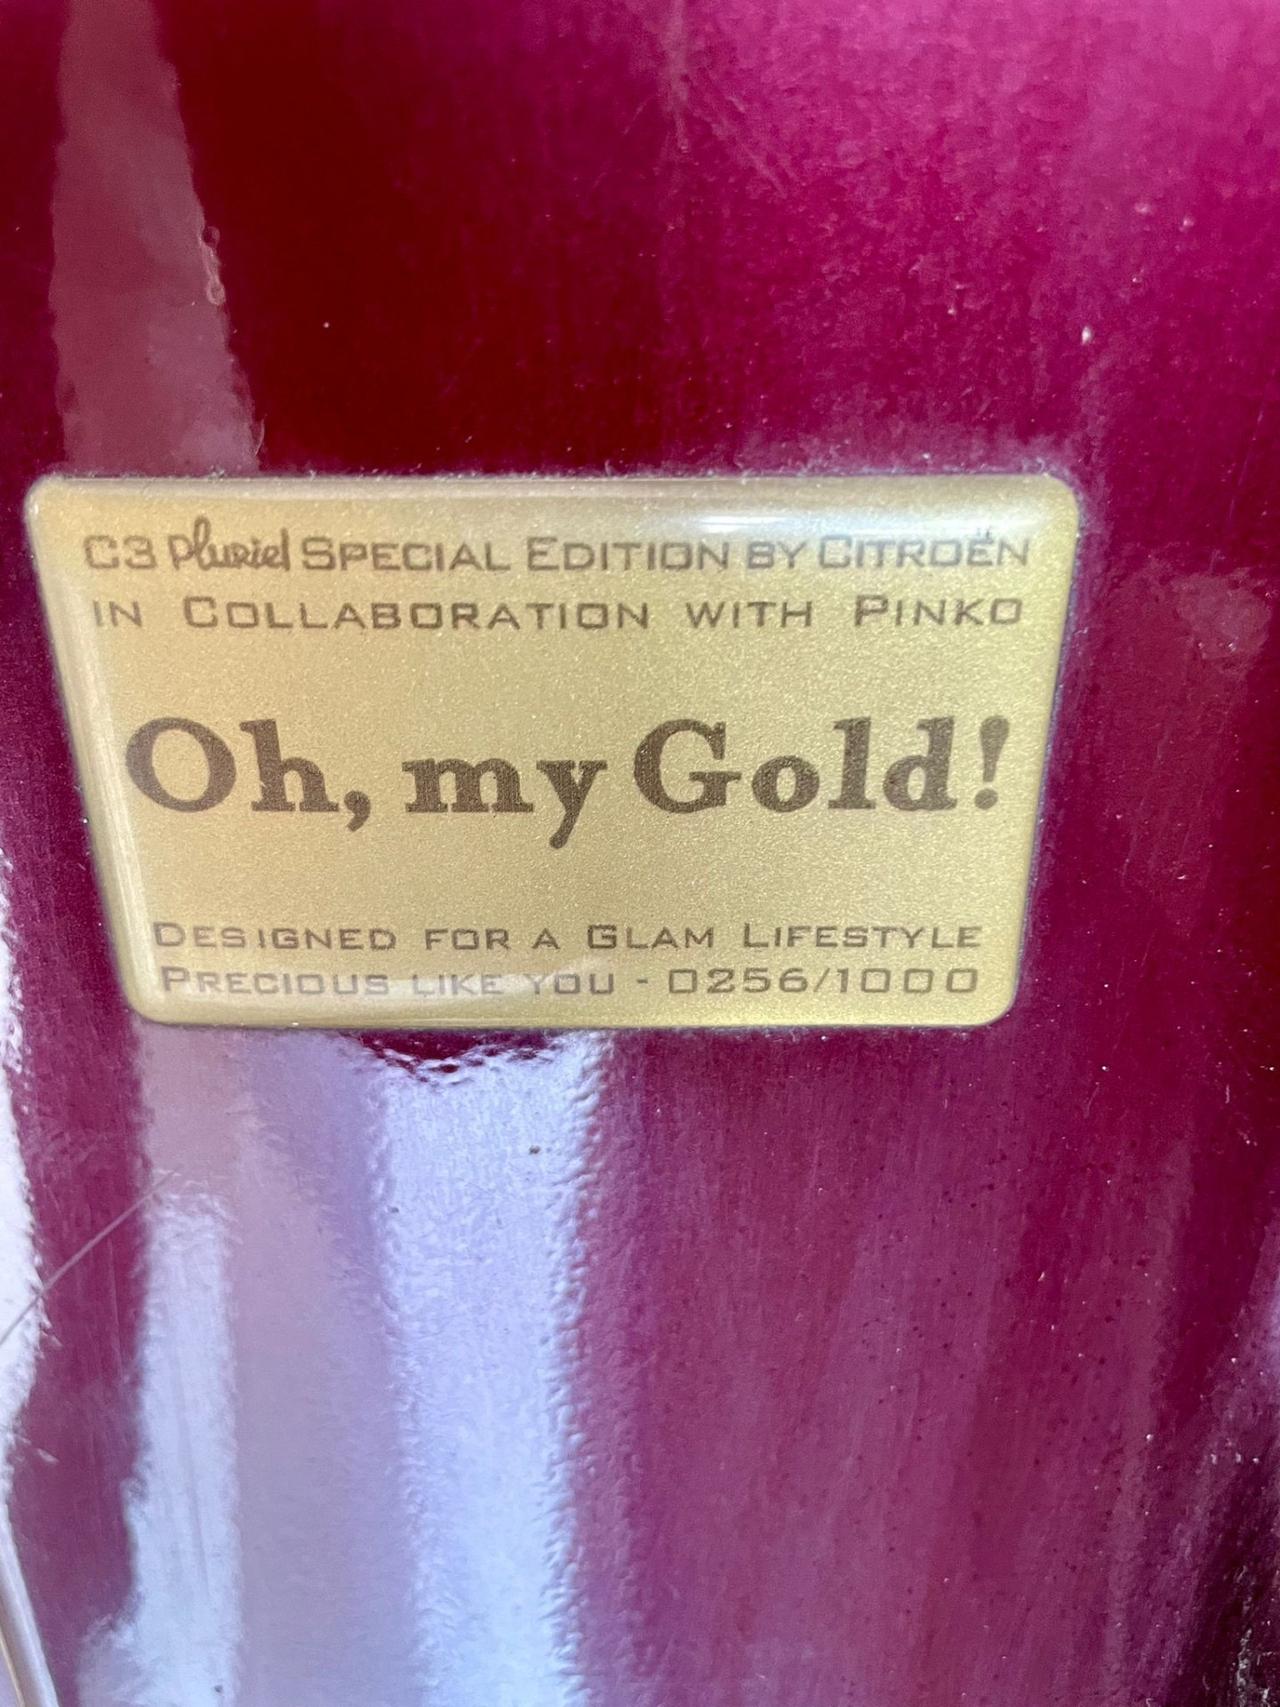 C3 Pluriel Special Edition by Citroën
in Collaboration with Pinko
Oh, my Gold!
Designed for a Glam Lifestyle
Precious like you - 0256/1000